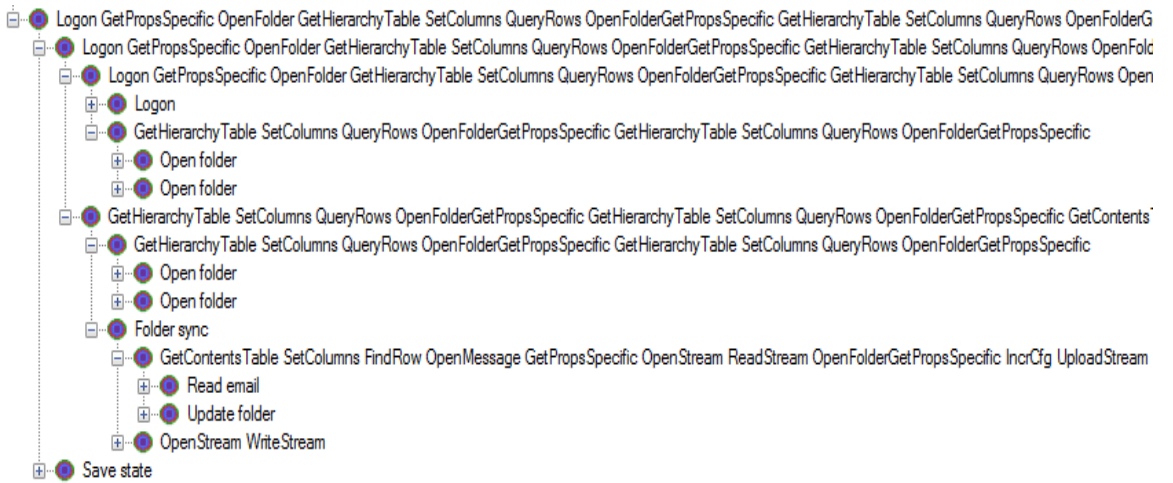 Logon GetPropsSpecific OpenFolder GetHierarchyTable SetColumns QueryRows OpenFolderGetPropsSpecific GetHierarchyTable SetColumns QueryRows OpenFolderG
Logon GetPropsSpecific OpenFolder GetHierarchyTable SetColumns QueryRows OpenFolderGetPropsSpecific GetHierarchyTable SetColumns QueryRows OpenFold
Logon GetPropsSpecific OpenFolder GetHierarchyTable SetColumns QueryRows OpenFolderGetPropsSpecific GetHierarchyTable SetColumns QueryRows Open
Logon
GetHierarchyTable SetColumns QueryRows OpenFolderGetPropsSpecific GetHierarchyTable SetColumns QueryRows OpenFolderGetPropsSpecific
Open folder
Open folder
GetHierarchyTable SetColumns QueryRows OpenFolderGetPropsSpecific GetHierarchyTable SetColumns QueryRows OpenFolderGetPropsSpecific GetContentsT
GetHierarchyTable SetColumns QueryRows OpenFolderGetPropsSpecific GetHierarchyTable SetColumns QueryRows OpenFolderGetPropsSpecific
Open folder
Open folder
Folder sync
GetContentsTable SetColumns FindRow OpenMessage GetPropsSpecific OpenStream ReadStream OpenFolderGetPropsSpecific IncrCfg UploadStream
Read email
Update folder
OpenStream WriteStream
Save state